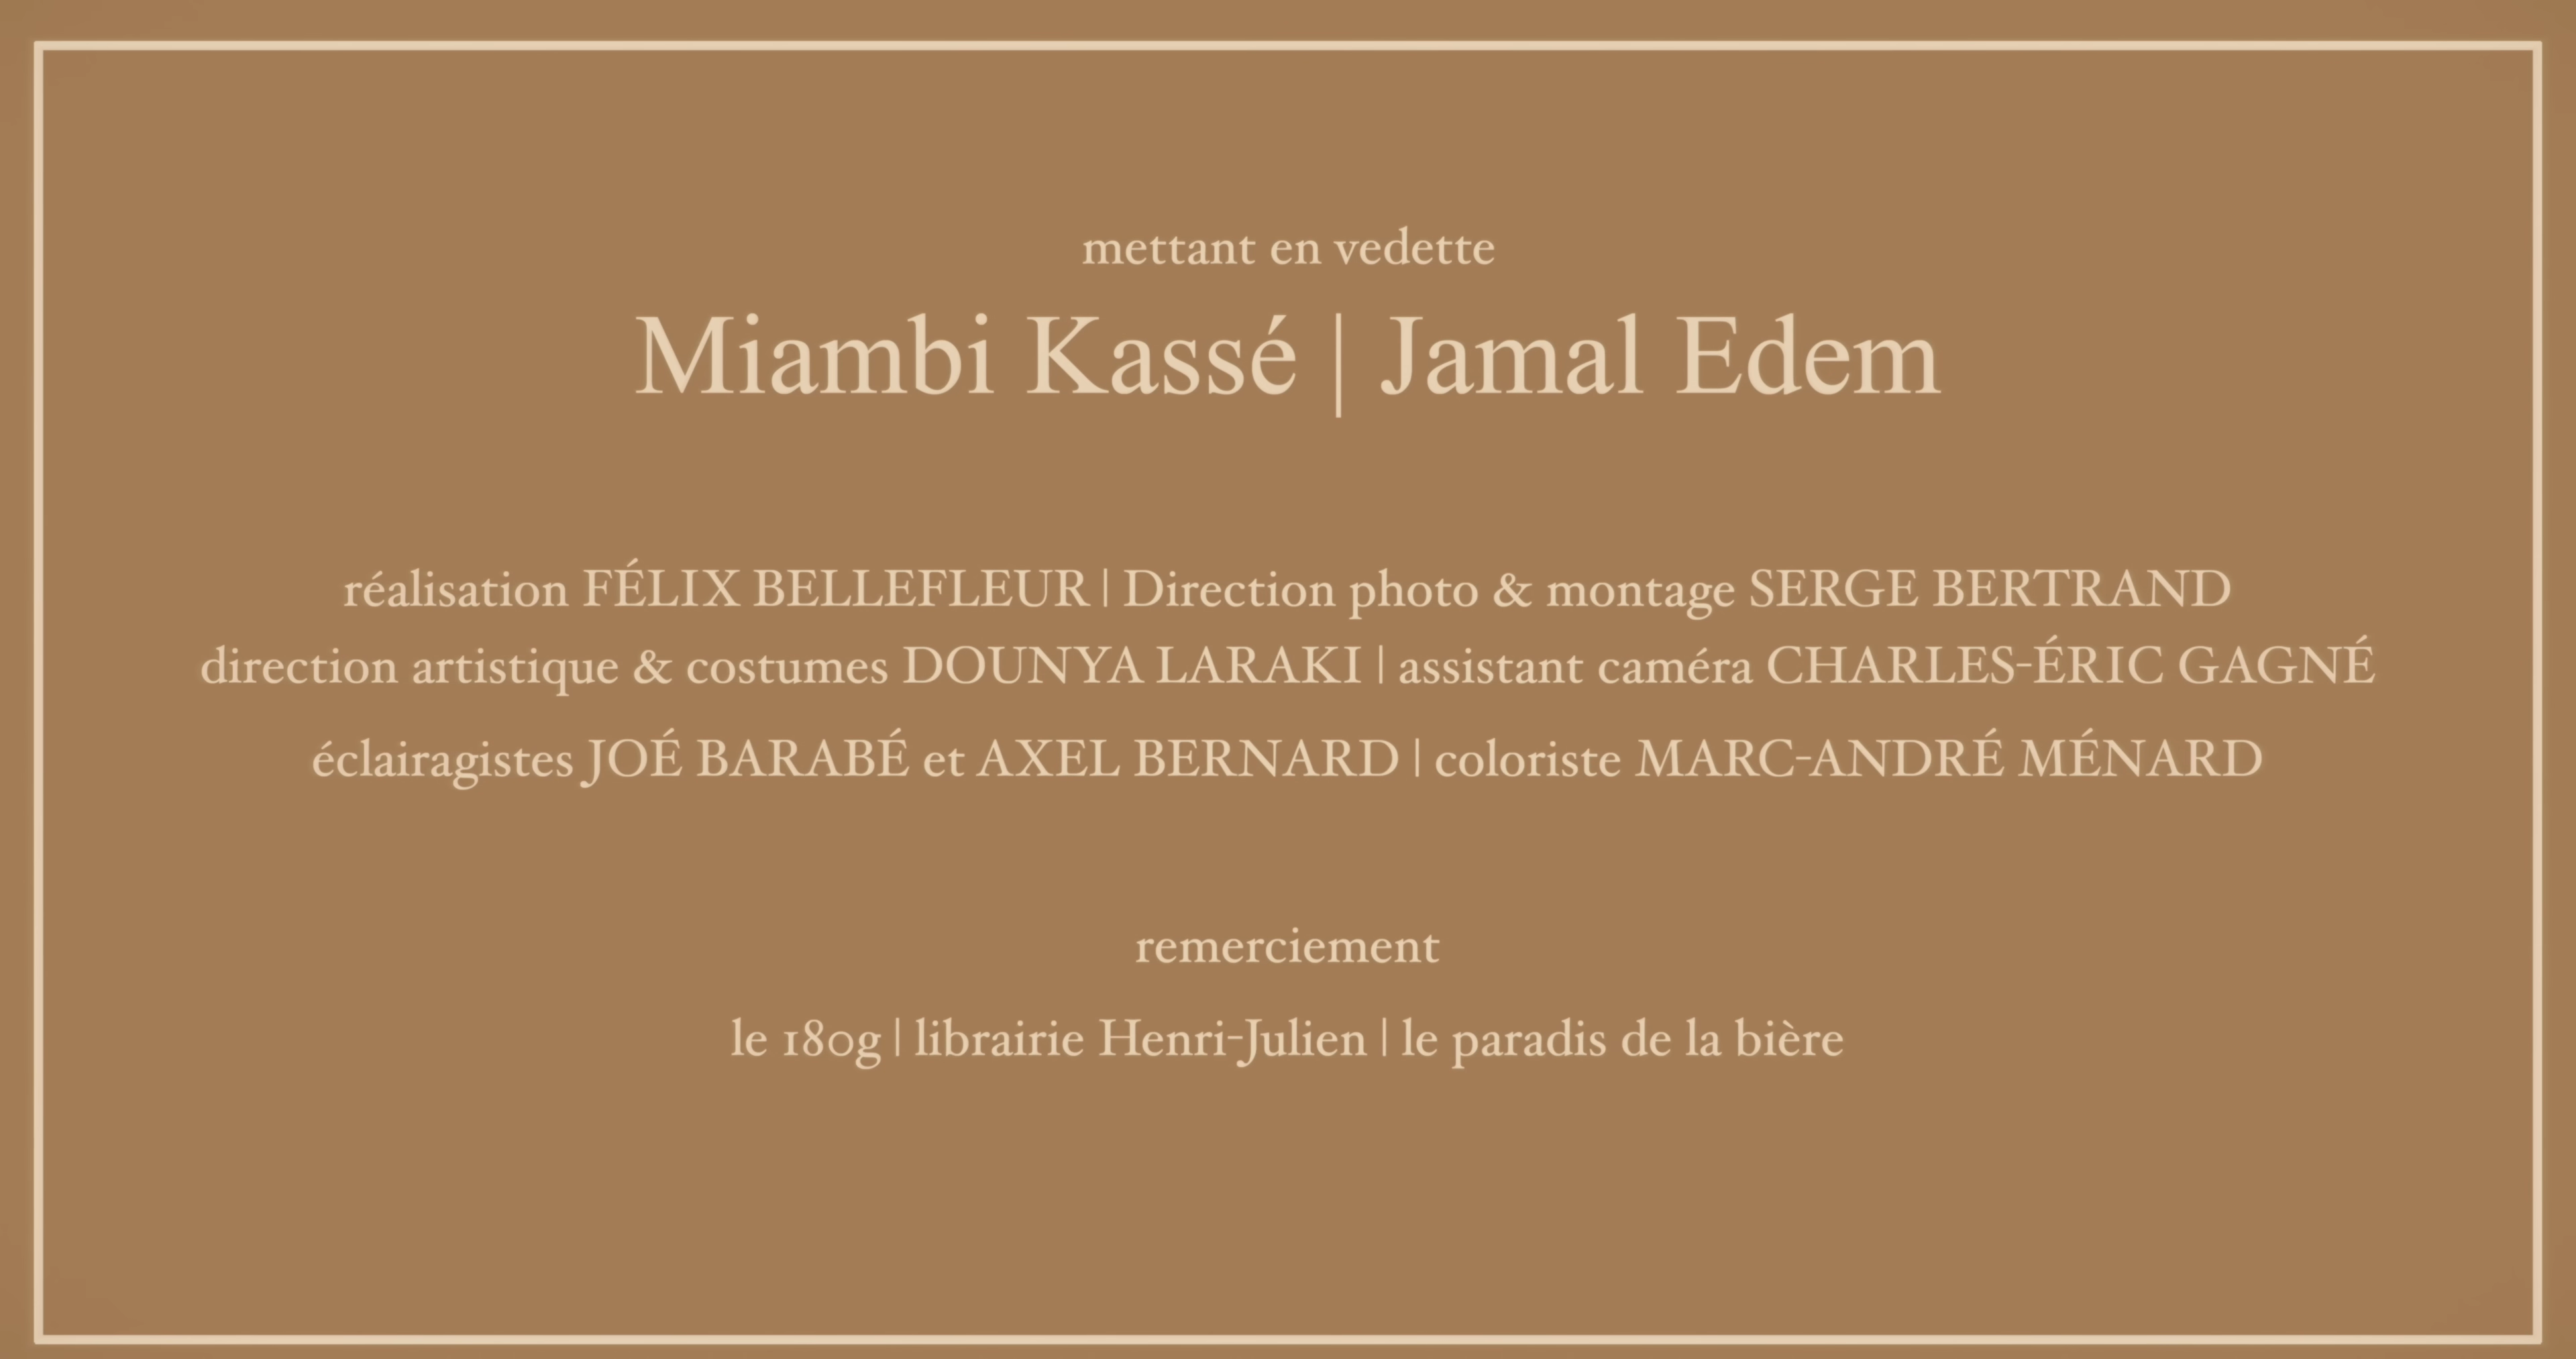 mettant en vedette
Miambi Kassé | Jamal Edem
réalisation FÉLIX BELLEFLEUR | Direction photo & montage SERGE BERTRAND
direction artistique & costumes DOUNYA LARAKI | assistant caméra CHARLES-ÉRIC GAGNÉ
éclairagistes JOÉ BARABÉ et AXEL BERNARD | coloriste MARC-ANDRÉ MÉNARD
remerciement
le 180g | librairie Henri-Julien | le paradis de la bière